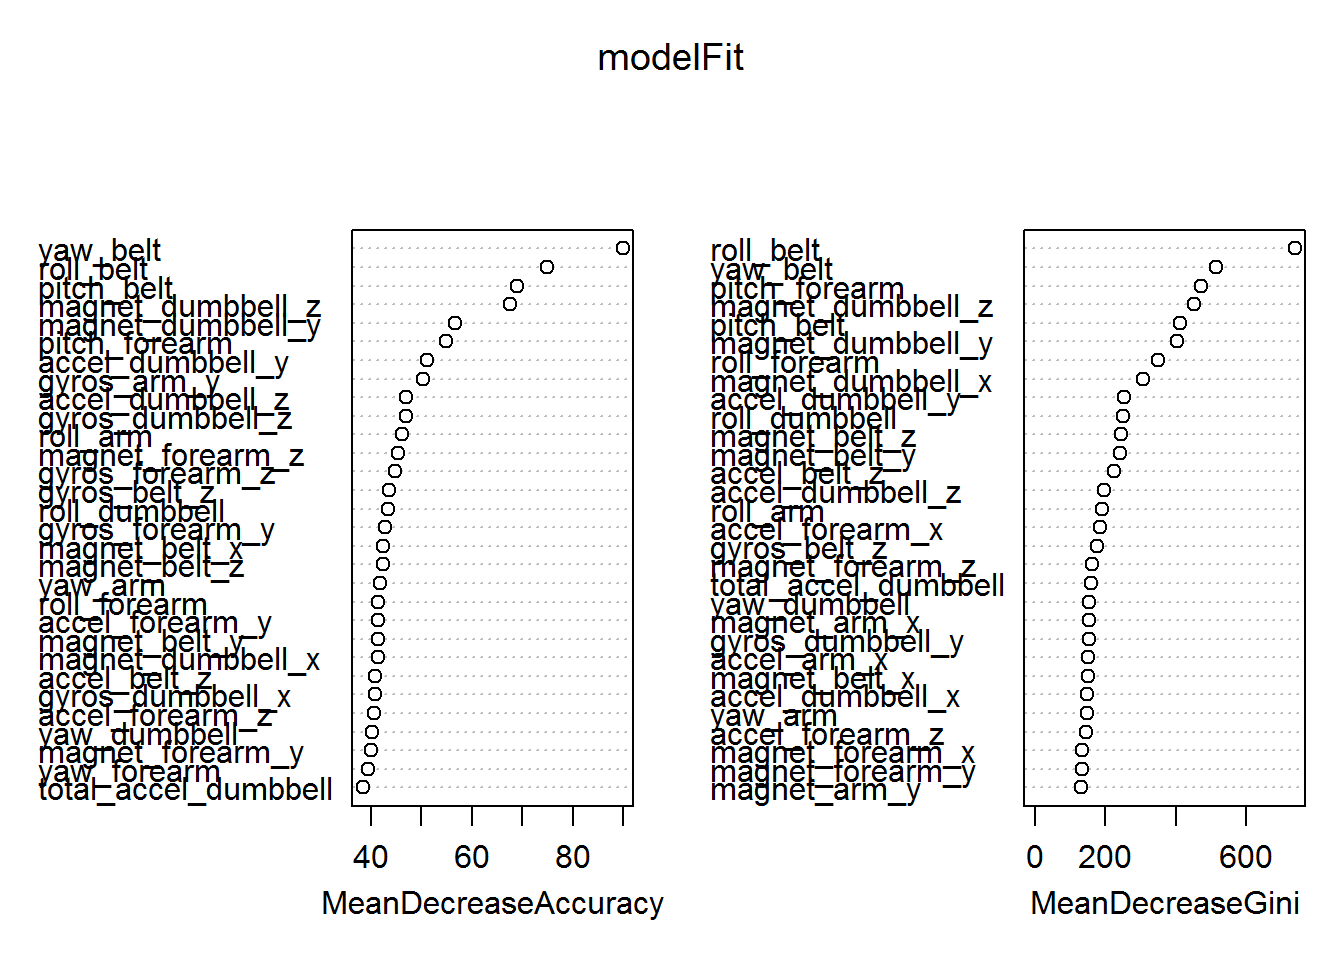 modelFit
yaw_belt
roll_belt
pitch_belt
magnet_dumbbell_z
magnet_dumbbell_y
pitch_forearm
accel_dumbbell_y
gyros_arm_y
accel_dumbbell_z
gyros_dumbbell_z
roll_arm
magnet_forearm_z
gyros_forearm_z
gyros_belt_z
roll_dumbbell
gyros_forearm_y
magnet_belt_x
magnet_belt_z
yaw_arm
roll_forearm
accel_forearm_y
magnet_belt_y
magnet_dumbbell_x
accel_belt_z
gyros_dumbbell_x
accel_forearm_z
yaw_dumbbell
magnet_forearm_y
yaw_forearm
total_accel_dumbbell
40 60 80
MeanDecreaseAccuracy
roll_belt
yaw_belt
pitch_forearm
magnet_dumbbell_z
pitch_belt
magnet_dumbbell_y
roll_forearm
magnet_dumbbell_x
accel_dumbbell_y
roll_dumbbell
magnet_belt_z
magnet_belt_y
accel_belt_z
accel_dumbbell_z
roll_arm
accel_forearm_x
gyros_belt_z
magnet_forearm_z
total_accel_dumbbell
yaw_dumbbell
magnet_arm_x
gyros_dumbbell_y
accel_arm_x
magnet_belt_x
accel_dumbbell_x
yaw_arm
accel_forearm_z
magnet_forearm_x
magnet_forearm_y
magnet_arm_y
0 200 600
MeanDecreaseGini